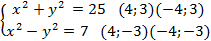 x² + y² = 25 (4;3)(−4;3)
x² − y² = 7 (4;−3)(−4;−3)